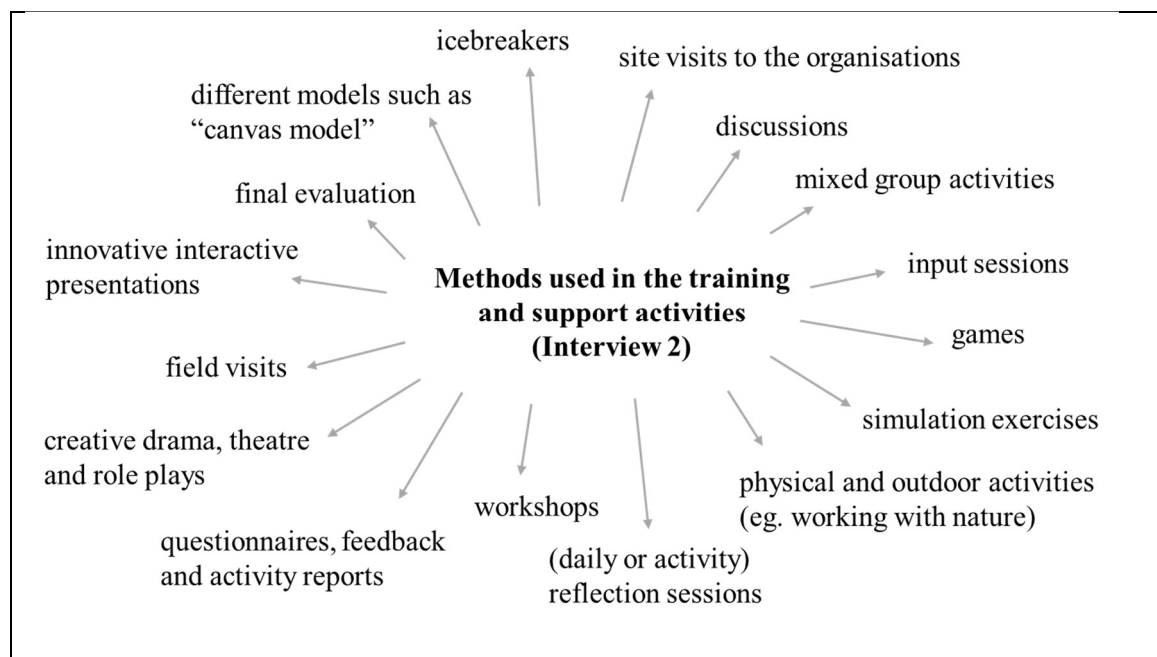 icebreakers
site visits to the organisations
different models such as
“canvas model”
discussions
mixed group activities
final evaluation
innovative interactive
presentations
Methods used in the training
and support activities
(Interview 2)
input sessions
games
field visits
simulation exercises
creative drama, theatre
and role plays
physical and outdoor activities
(eg. working with nature)
workshops
questionnaires, feedback
and activity reports
(daily or activity)
reflection sessions